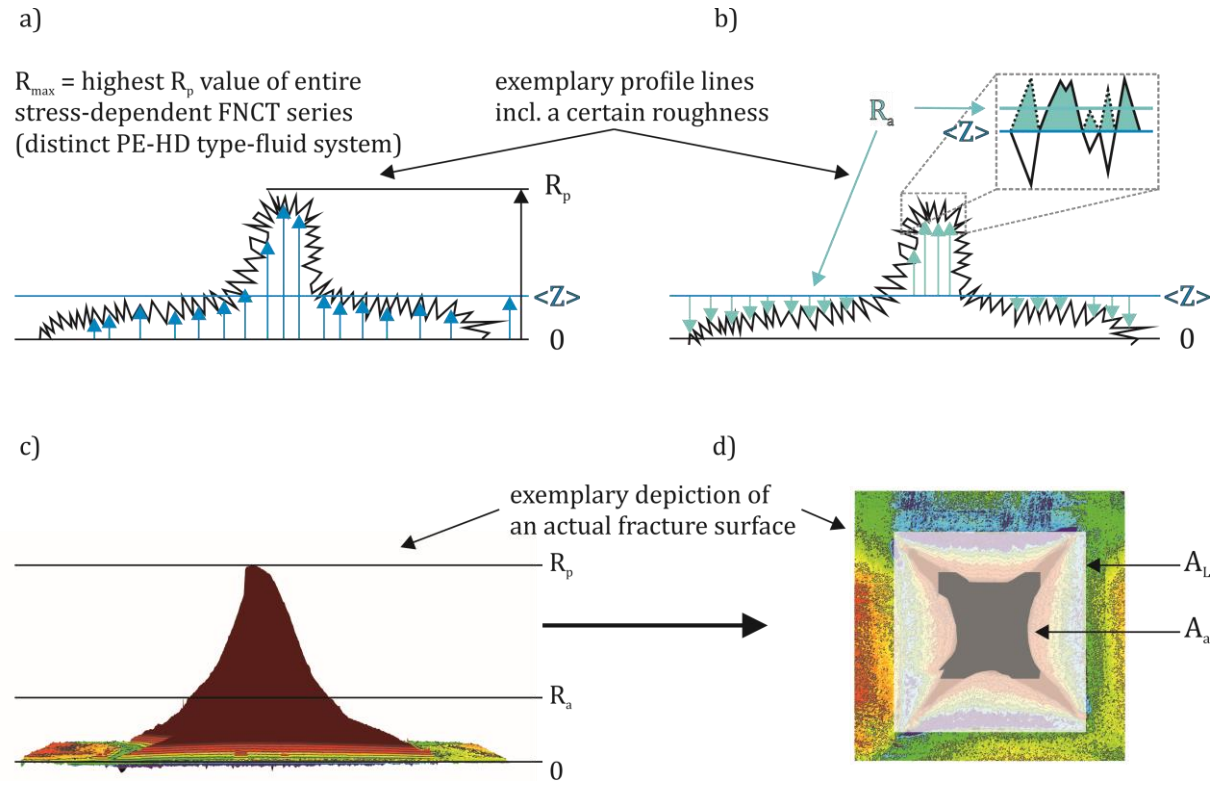 a)
b)
R_max = highest R_p value of entire
stress-dependent FNCT series
(distinct PE-HD type-fluid system)
exemplary profile lines
incl. a certain roughness
R_a
<Z>
R_p
<Z>
0
<Z>
0
c)
d)
exemplary depiction of
an actual fracture surface
R_p
R_a
0
A_L
A_a